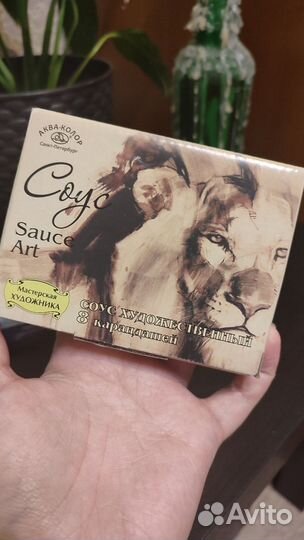 АКВА-КОЛОР
Санкт-Петербург
Соус
Sauce
Art
Мастерская
ХУДОЖНИКА
СОУС ХУДОЖЕСТВЕННЫЙ
8 карандашей
Avito